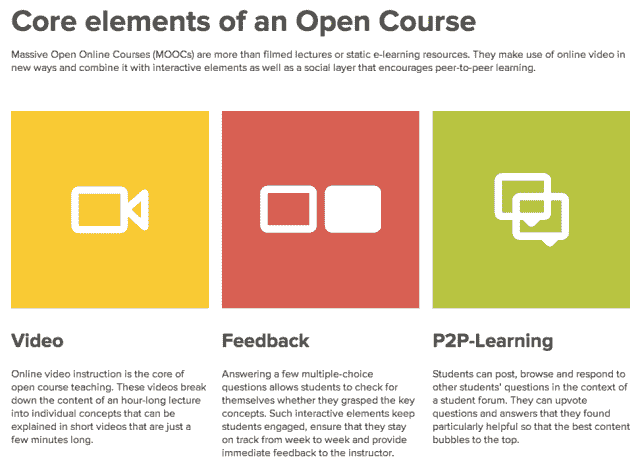 Core elements of an Open Course
Massive Open Online Courses (MOOCs) are more than filmed lectures or static e-learning resources. They make use of online video in
new ways and combine it with interactive elements as well as a social layer that encourages peer-to-peer learning.
Video
Online video instruction is the core of
open course teaching. These videos break
down the content of an hour-long lecture
into individual concepts that can be
explained in short videos that are just a
few minutes long.
Feedback
Answering a few multiple-choice
questions allows students to check for
themselves whether they grasped the key
concepts. Such interactive elements keep
students engaged, ensure that they stay
on track from week to week and provide
immediate feedback to the instructor.
P2P-Learning
Students can post, browse and respond to
other students' questions in the context of
a student forum. They can upvote
questions and answers that they found
particularly helpful so that the best content
bubbles to the top.